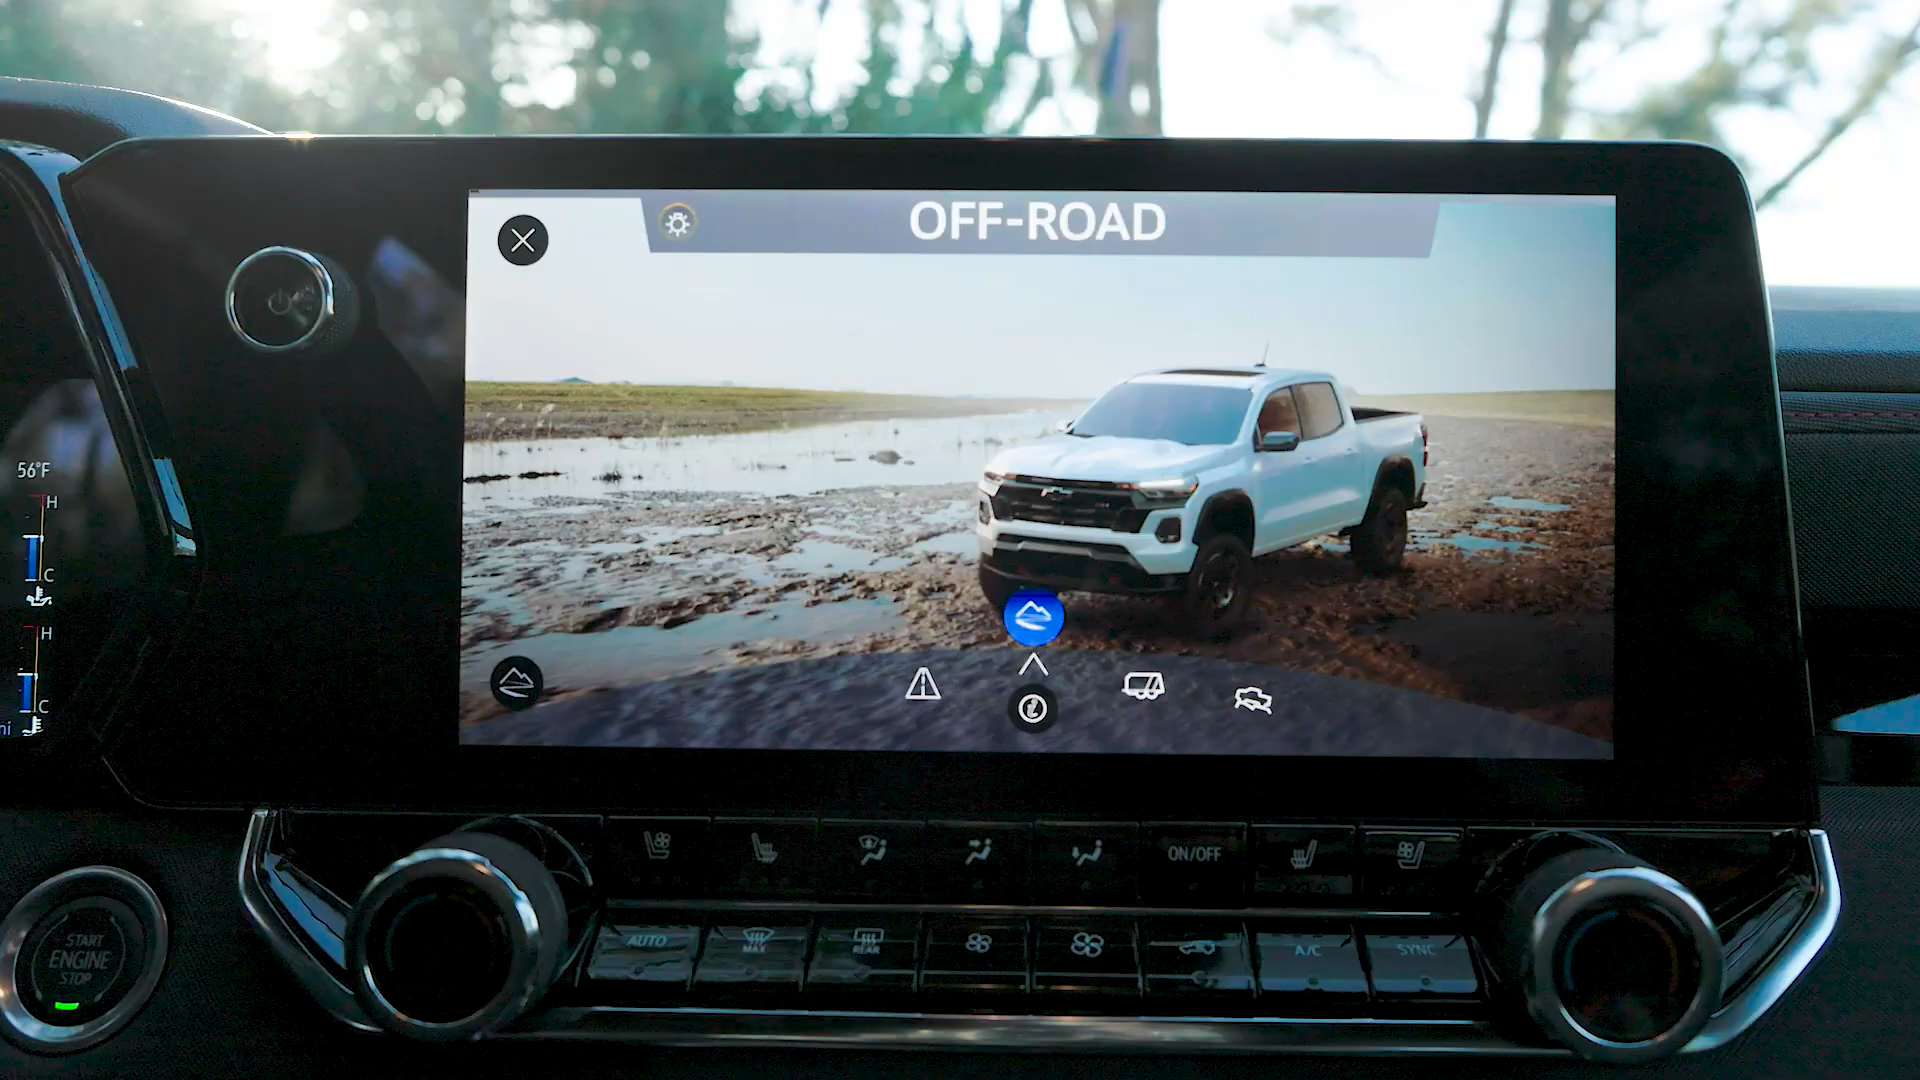 OFF-ROAD
56°F
H
C
H
C
START
ENGINE
STOP
ON/OFF
AUTO
MAX
REAR
A/C
SYNC